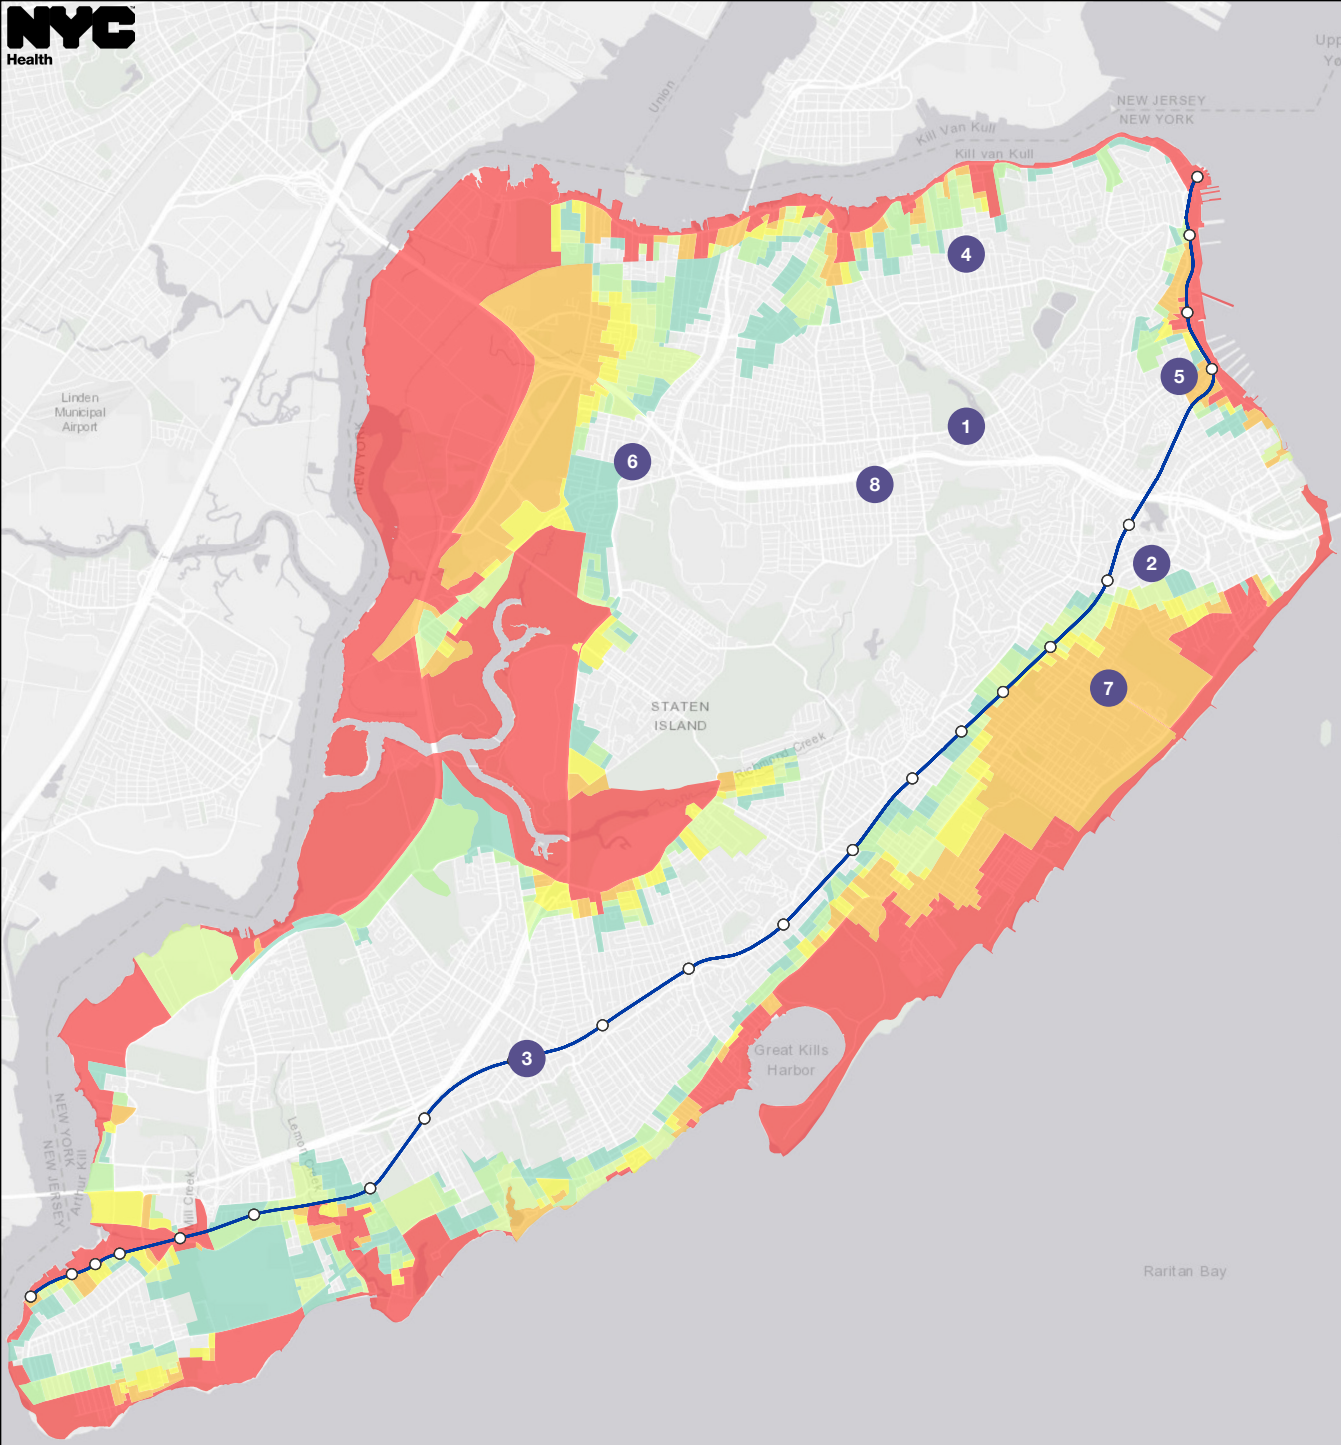 NYC
Health
Upp
Yo
Union
NEW JERSEY
NEW YORK
Kill Van Kull
Kill van Kull
4
5
Linden
Municipal
Airport
1
NEW YORK
6
8
2
7
STATEN
ISLAND
Richmond Creek
Great Kills
Harbor
3
NEW YORK
NEW JERSEY
Arthur Kill
Lemon Creek
Mill Creek
Raritan Bay